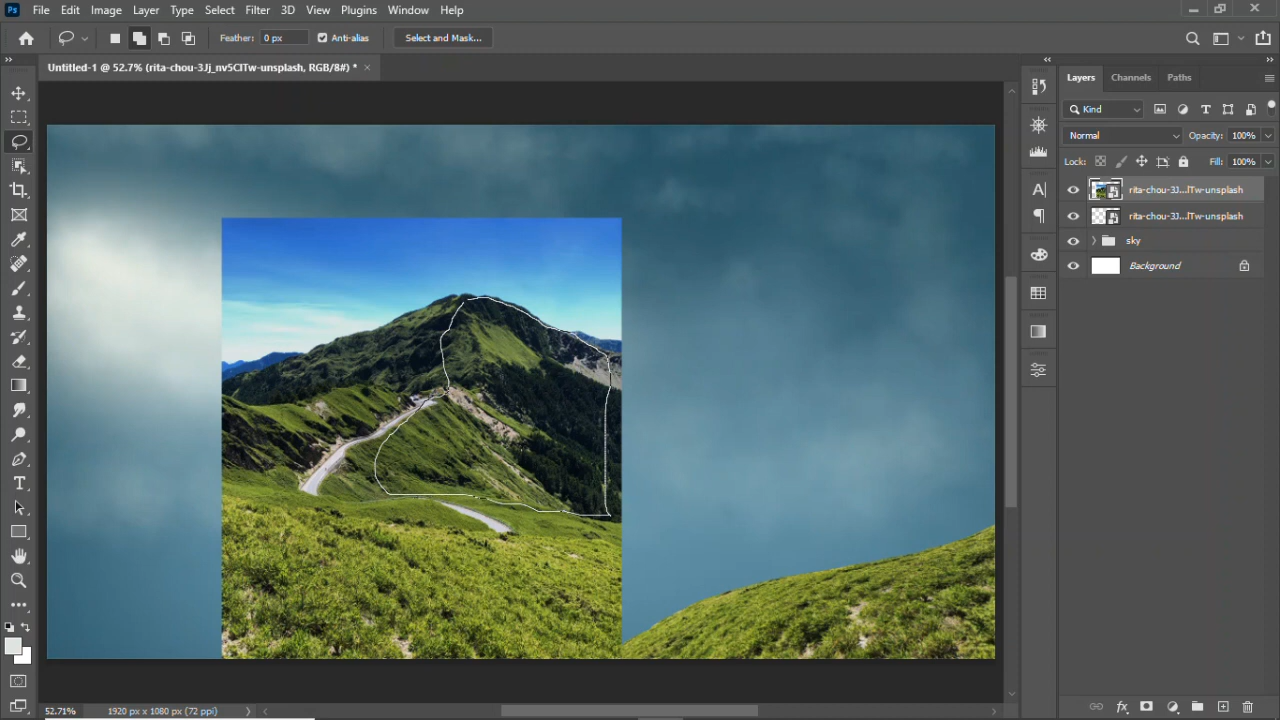 Ps File Edit Image Layer Type Select Filter 3D View Plugins Window Help
Feather: 0 px Anti-alias Select and Mask...
Untitled-1 @ 52.7% (rita-chou-3Jj_nv5CITw-unsplash, RGB/8#) * ×
Layers Channels Paths
Kind
Normal Opacity: 100%
Lock: Fill: 100%
rita-chou-3J...ITw-unsplash
rita-chou-3J...ITw-unsplash
sky
Background
52.71% 1920 px x 1080 px (72 ppi)